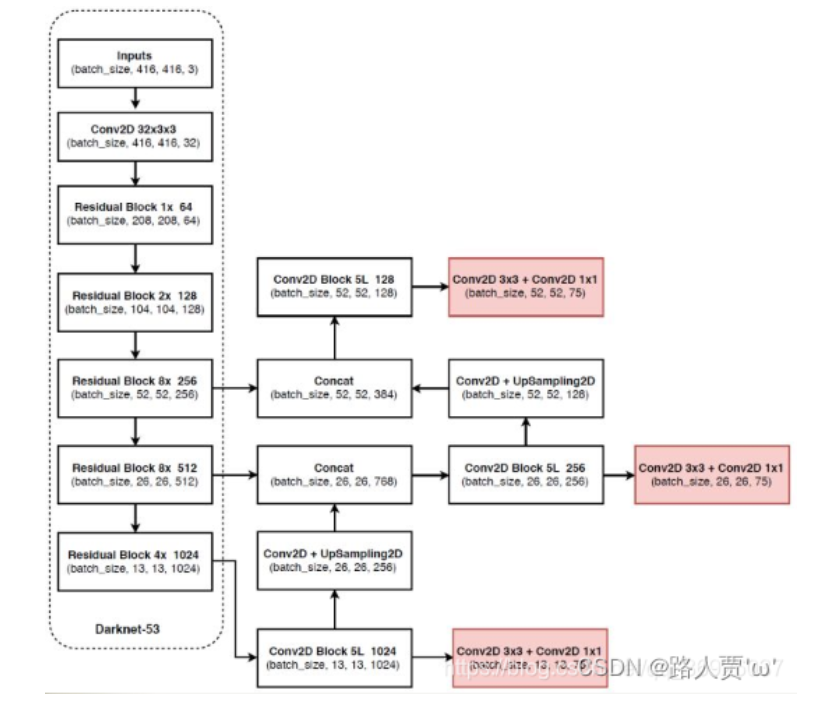 Inputs
(batch_size, 416, 416, 3)
Conv2D 32x3x3
(batch_size, 416, 416, 32)
Residual Block 1x 64
(batch_size, 208, 208, 64)
Residual Block 2x 128
(batch_size, 104, 104, 128)
Residual Block 8x 256
(batch_size, 52, 52, 256)
Residual Block 8x 512
(batch_size, 26, 26, 512)
Residual Block 4x 1024
(batch_size, 13, 13, 1024)
Darknet-53
Conv2D Block 5L 128
(batch_size, 52, 52, 128)
Conv2D 3x3 + Conv2D 1x1
(batch_size, 52, 52, 75)
Concat
(batch_size, 52, 52, 384)
Conv2D + UpSampling2D
(batch_size, 52, 52, 128)
Concat
(batch_size, 26, 26, 768)
Conv2D Block 5L 256
(batch_size, 26, 26, 256)
Conv2D 3x3 + Conv2D 1x1
(batch_size, 26, 26, 75)
Conv2D + UpSampling2D
(batch_size, 26, 26, 256)
Conv2D Block 5L 1024
(batch_size, 13, 13, 1024)
Conv2D 3x3 + Conv2D 1x1
(batch_size, 13, 13, 75)
CSDN @路人贾'ω'